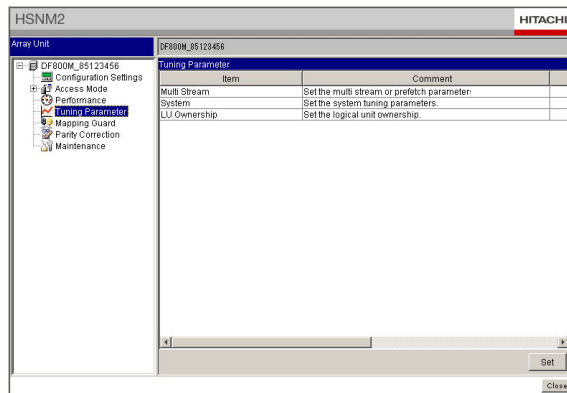 HSNM2
HITACHI
Array Unit
DF800M_85123456
DF800M_85123456
Configuration Settings
Access Mode
Performance
Tuning Parameter
Mapping Guard
Parity Correction
Maintenance
Tuning Parameter
Item Comment
Multi Stream Set the multi stream or prefetch parameter
System Set the system tuning parameters.
LU Ownership Set the logical unit ownership.
Set
Close